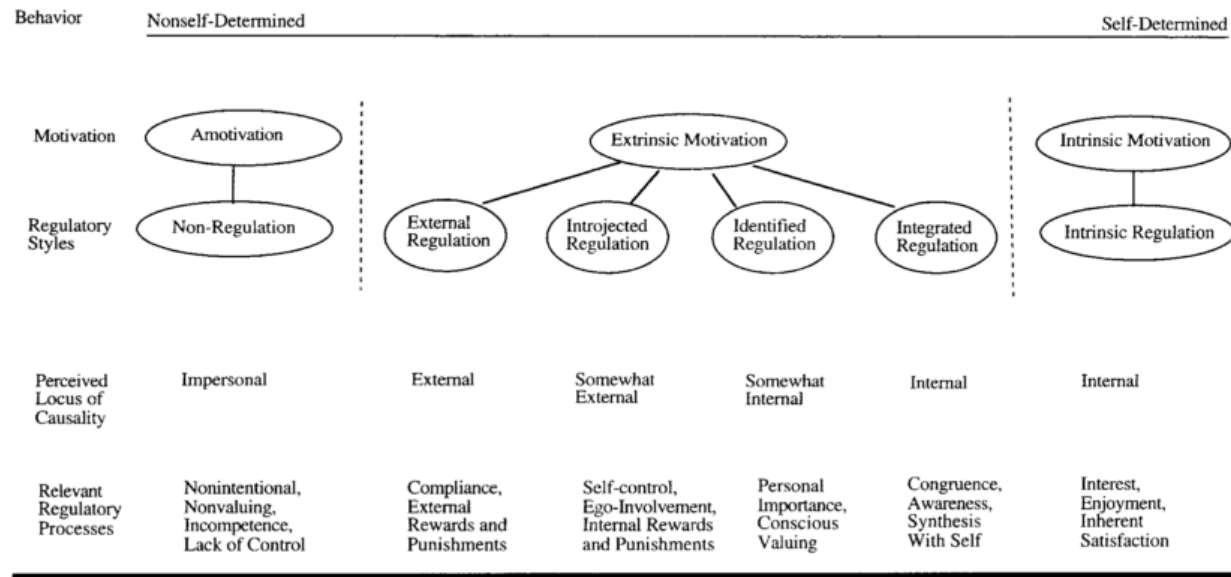 Behavior
Nonself-Determined
Self-Determined
Motivation
Amotivation
Extrinsic Motivation
Intrinsic Motivation
Regulatory
Styles
Non-Regulation
External
Regulation
Introjected
Regulation
Identified
Regulation
Integrated
Regulation
Intrinsic Regulation
Perceived
Locus of
Causality
Impersonal
External
Somewhat
External
Somewhat
Internal
Internal
Internal
Relevant
Regulatory
Processes
Nonintentional,
Nonvaluing,
Incompetence,
Lack of Control
Compliance,
External
Rewards and
Punishments
Self-control,
Ego-Involvement,
Internal Rewards
and Punishments
Personal
Importance,
Conscious
Valuing
Congruence,
Awareness,
Synthesis
With Self
Interest,
Enjoyment,
Inherent
Satisfaction